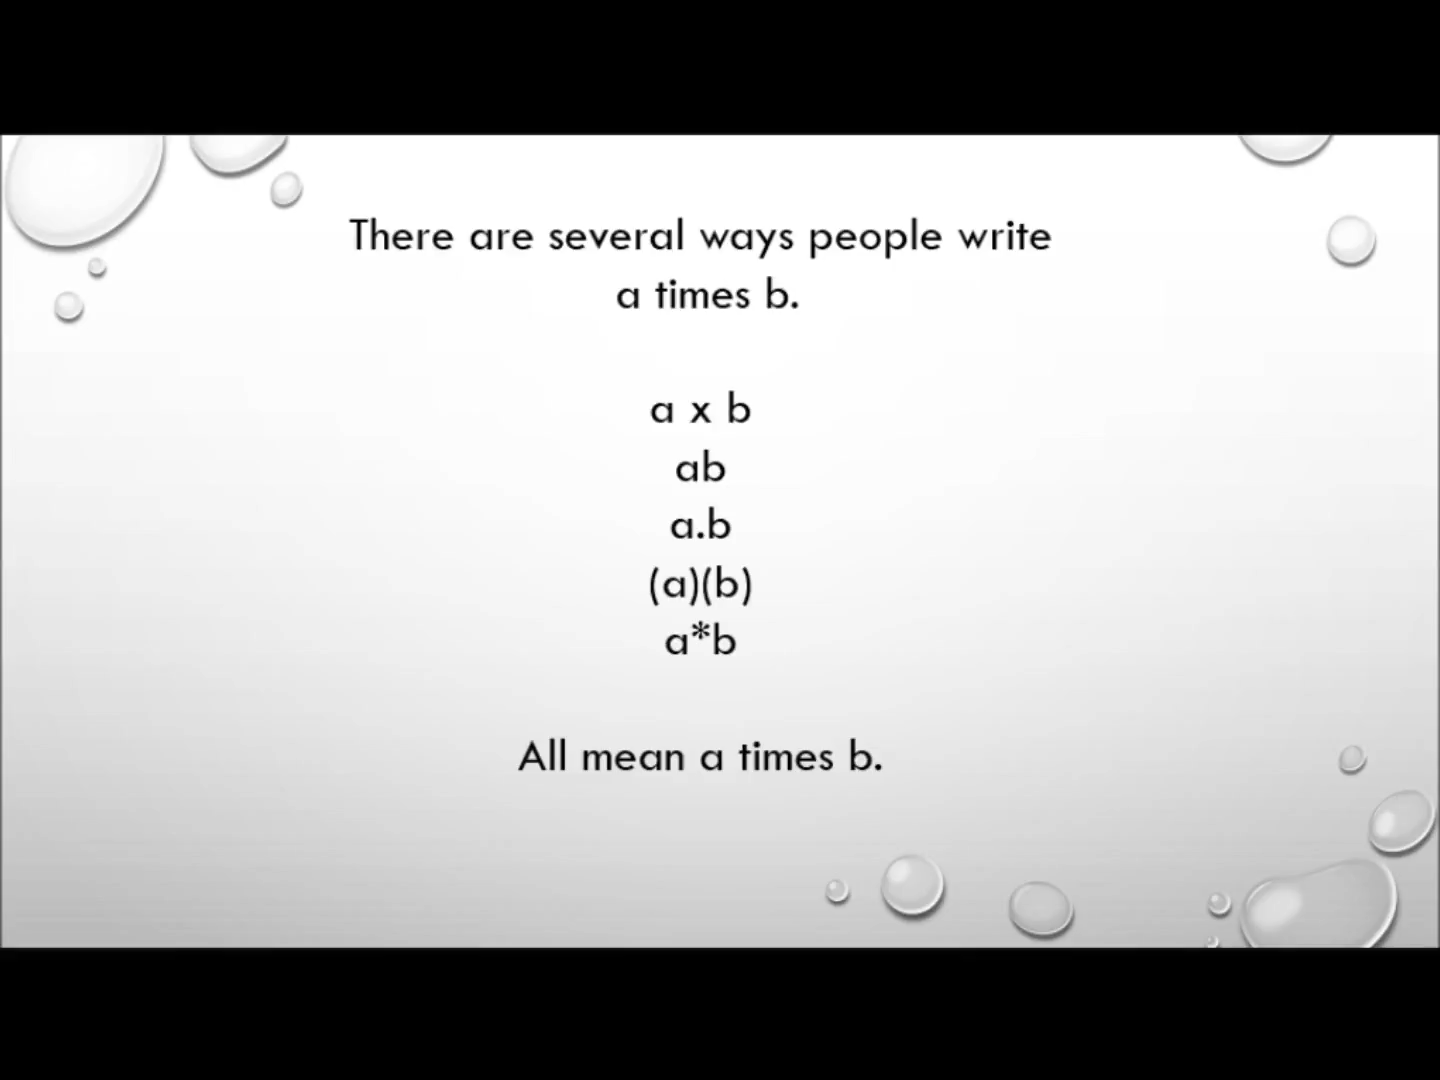 There are several ways people write
a times b.
a x b
ab
a.b
(a)(b)
a*b
All mean a times b.